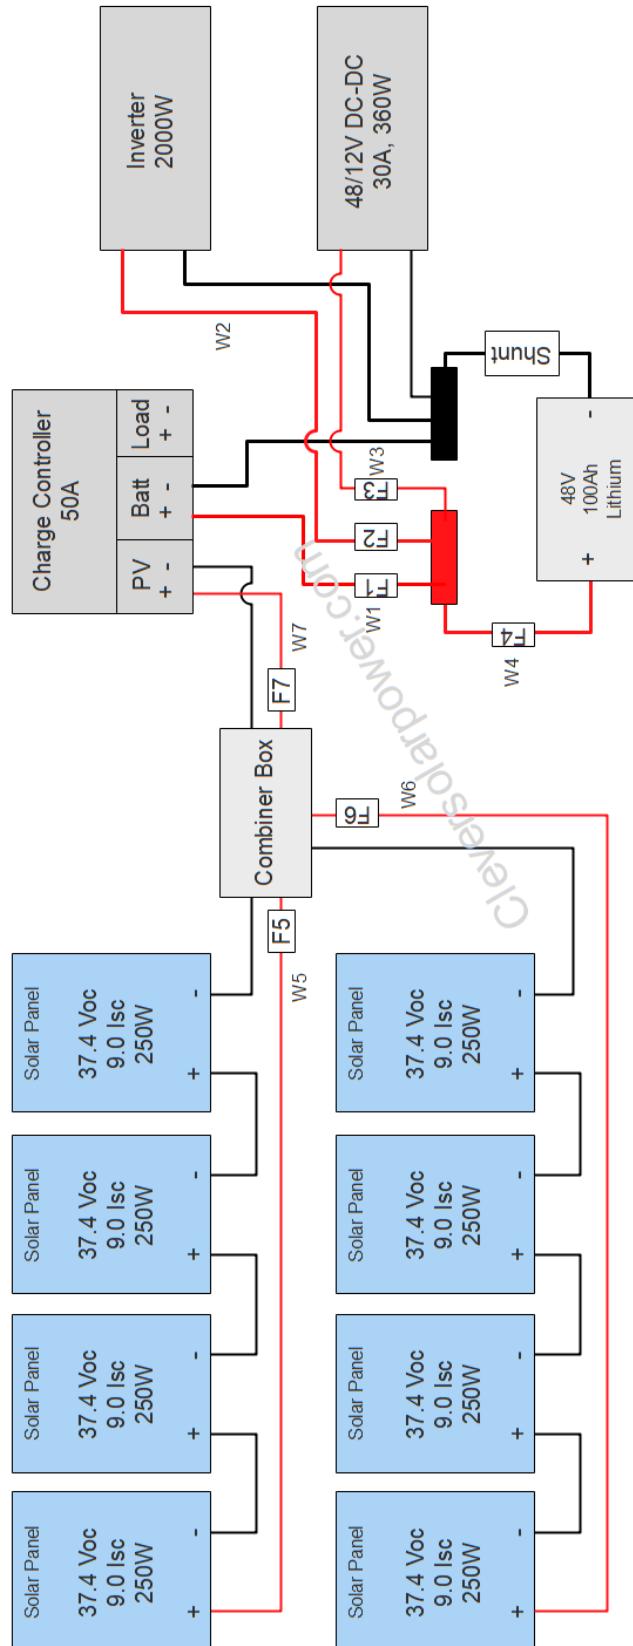 Solar Panel
37.4 Voc
9.0 Isc
250W
+ -
Solar Panel
37.4 Voc
9.0 Isc
250W
+ -
Solar Panel
37.4 Voc
9.0 Isc
250W
+ -
Solar Panel
37.4 Voc
9.0 Isc
250W
+ -
W5
F5
Combiner Box
F7
W7
Charge Controller
50A
PV
+ -
Batt
+ -
Load
+ -
Inverter
2000W
W2
48/12V DC-DC
30A, 360W
Solar Panel
37.4 Voc
9.0 Isc
250W
+ -
Solar Panel
37.4 Voc
9.0 Isc
250W
+ -
Solar Panel
37.4 Voc
9.0 Isc
250W
+ -
Solar Panel
37.4 Voc
9.0 Isc
250W
+ -
F6
W6
W1
F1
F2
F3
W3
F4
W4
Shunt
48V
100Ah
Lithium
+ -
Cleversolarpower.com